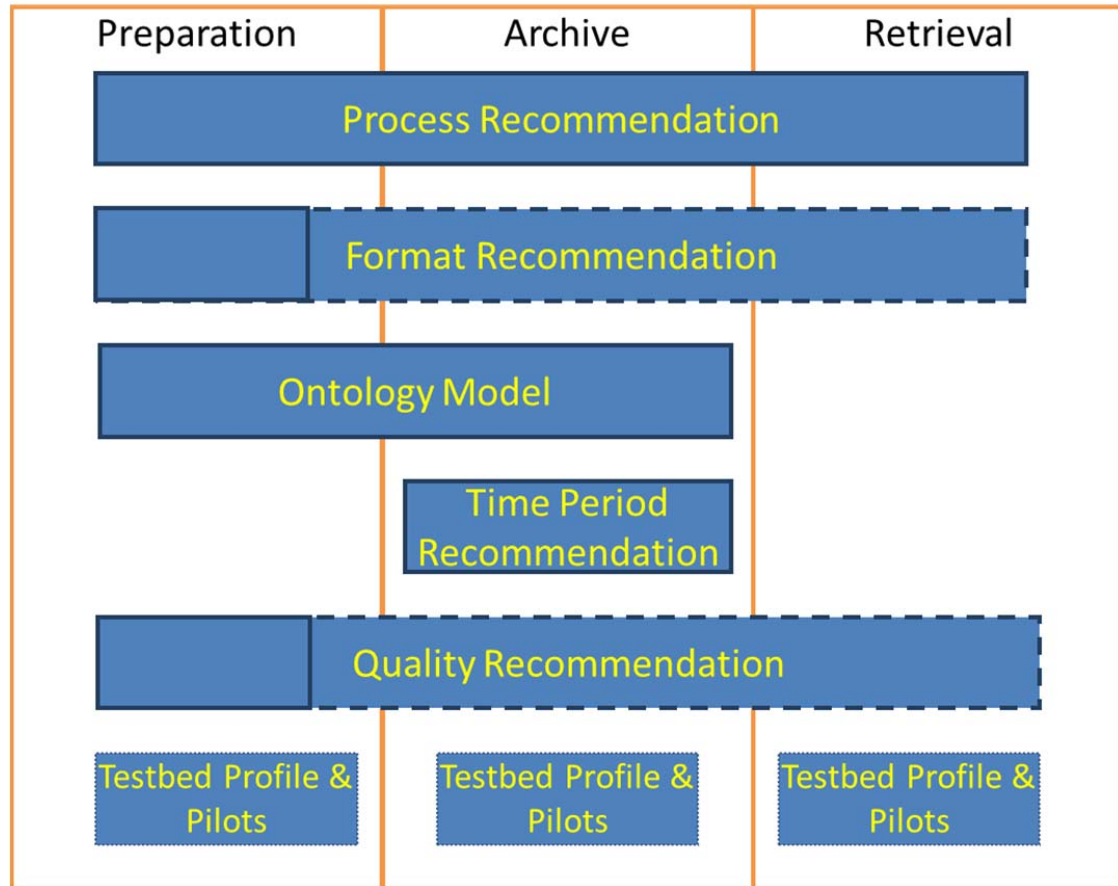 Preparation Archive Retrieval
Process Recommendation
Format Recommendation
Ontology Model
Time Period
Recommendation
Quality Recommendation
Testbed Profile &
Pilots
Testbed Profile &
Pilots
Testbed Profile &
Pilots